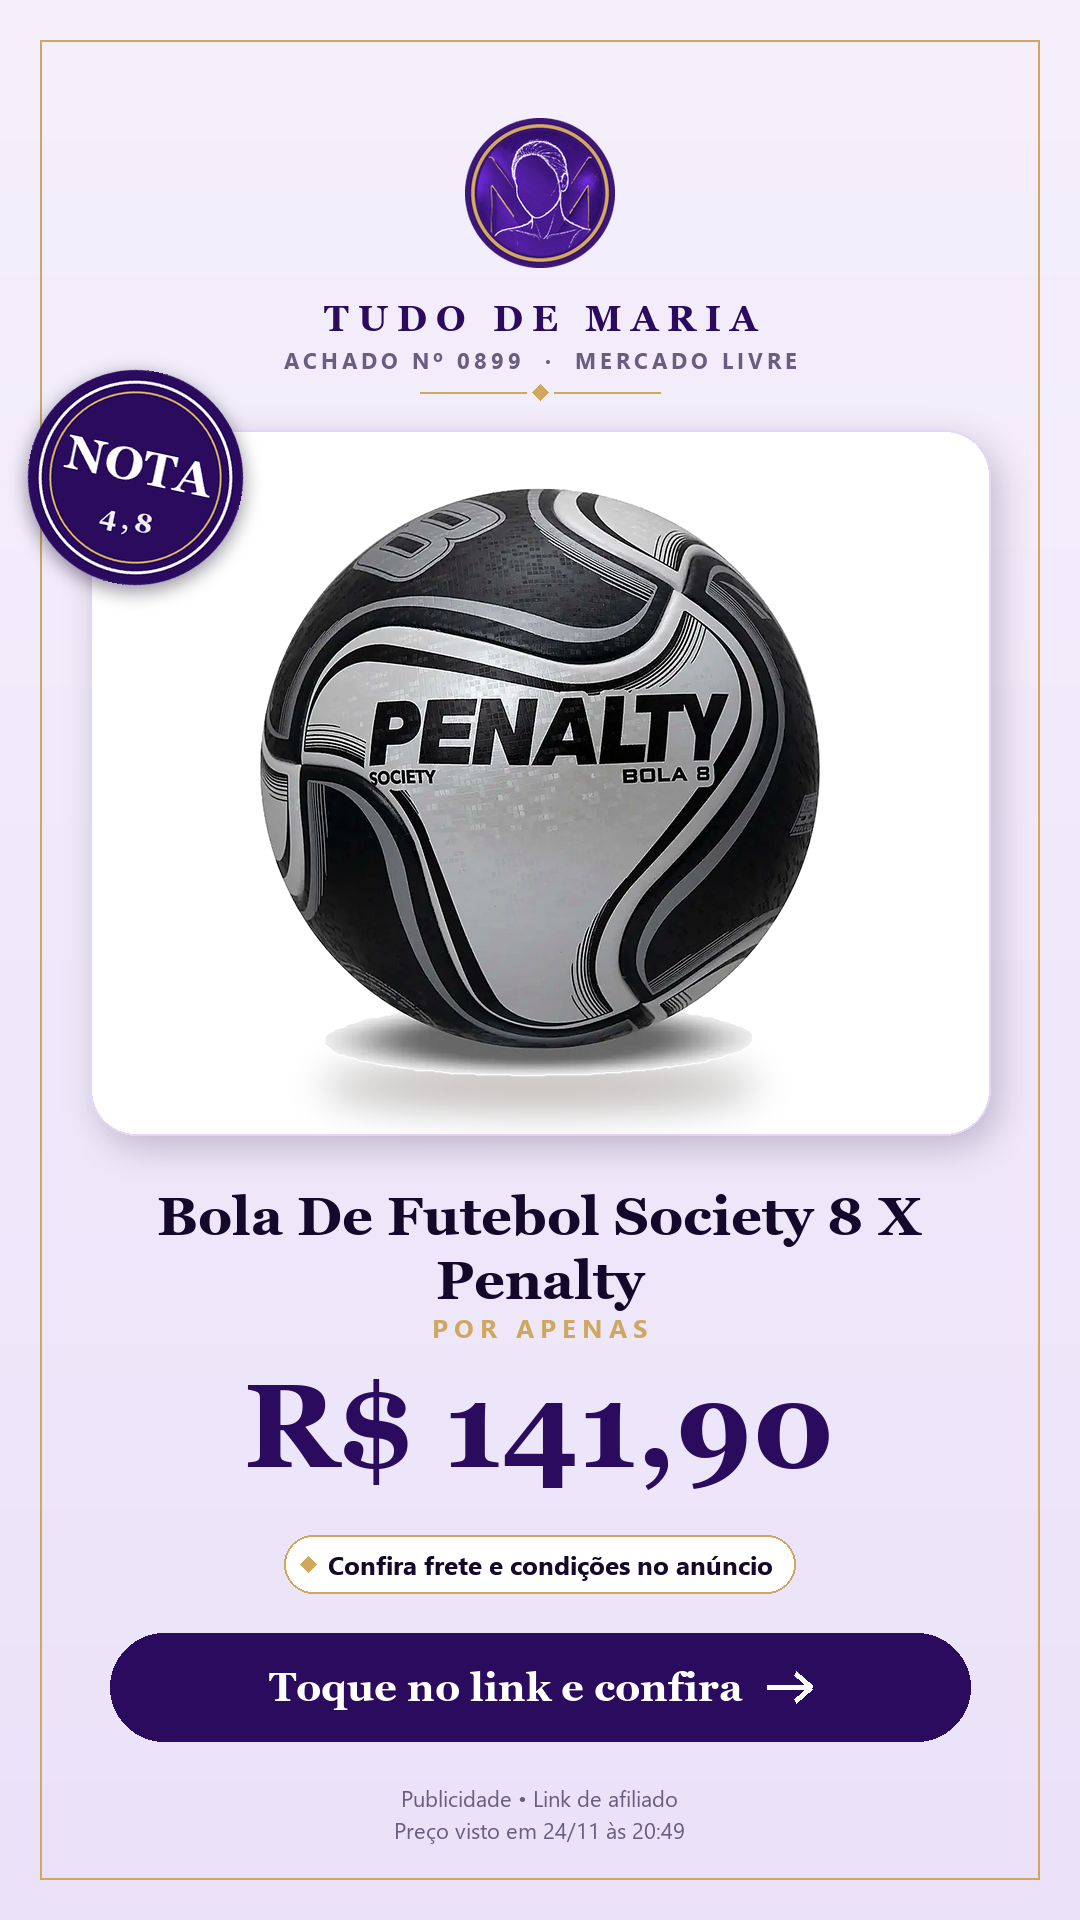 TUDO DE MARIA
ACHADO Nº 0899 · MERCADO LIVRE
NOTA
4,8
8
PENALTY
SOCIETY BOLA 8
Bola De Futebol Society 8 X
Penalty
POR APENAS
R$ 141,90
Confira frete e condições no anúncio
Toque no link e confira →
Publicidade • Link de afiliado
Preço visto em 24/11 às 20:49